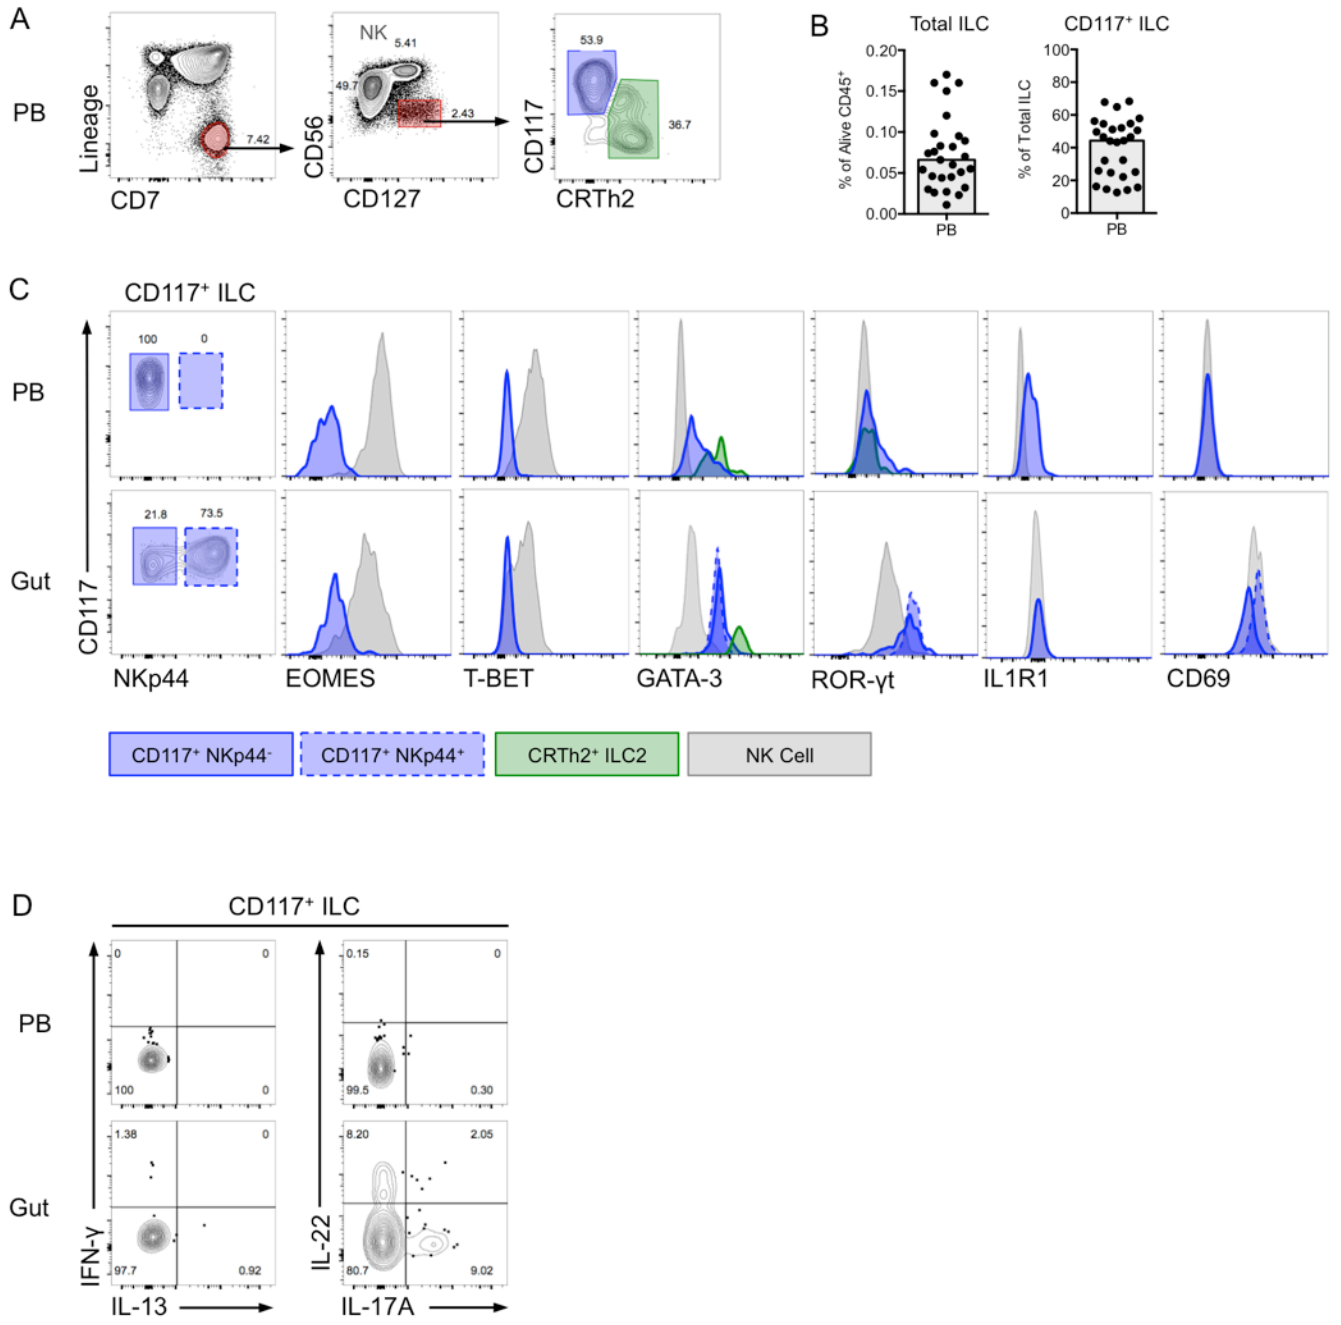 A
PB
Lineage
7.42
CD7
NK
5.41
49.7
2.43
CD56
CD127
53.9
36.7
CD117
CRTh2
B
Total ILC
% of Alive CD45⁺
0.20
0.15
0.10
0.05
0.00
PB
CD117⁺ ILC
% of Total ILC
100
80
60
40
20
0
PB
C
CD117⁺ ILC
PB
100
0
Gut
21.8
73.5
CD117
NKp44
EOMES
T-BET
GATA-3
ROR-γt
IL1R1
CD69
CD117⁺ NKp44⁻
CD117⁺ NKp44⁺
CRTh2⁺ ILC2
NK Cell
D
CD117⁺ ILC
PB
0
0
100
0
0.15
0
99.5
0.30
Gut
1.38
0
97.7
0.92
8.20
2.05
80.7
9.02
IFN-γ
IL-13
IL-22
IL-17A